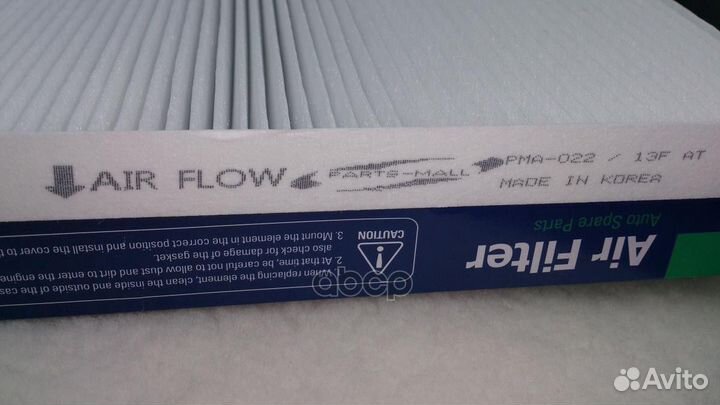 AIR FLOW
PARTS-MALL
PMA-022 / 13F AT
MADE IN KOREA
Air Filter
Auto Spare Parts
CAUTION
When replacing the element, clean the inside and outside of the cas
2. At that time, be careful not to allow dust and dirt to enter the engine
also check for damage of the gasket.
3. Mount the element in the correct position and install the cover to th
Avito